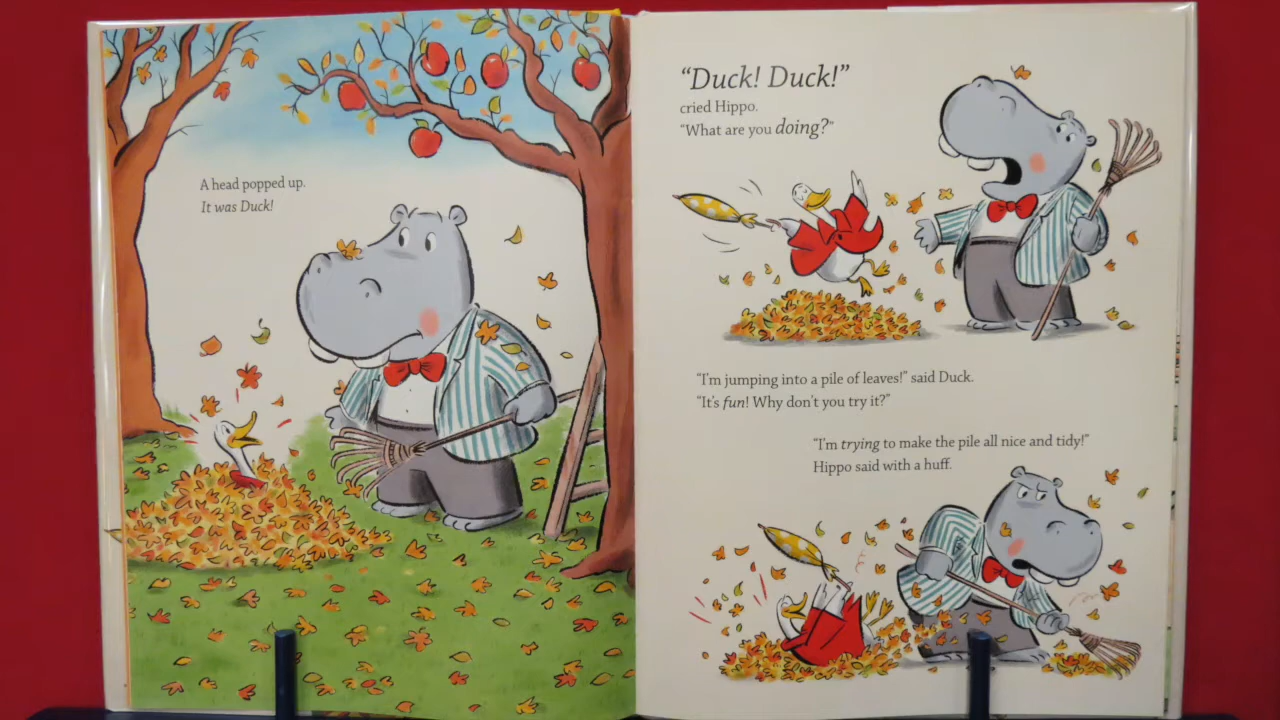 A head popped up.
It was Duck!
“Duck! Duck!”
cried Hippo.
“What are you doing?”
“I'm jumping into a pile of leaves!” said Duck.
“It's fun! Why don't you try it?”
“I'm trying to make the pile all nice and tidy!”
Hippo said with a huff.